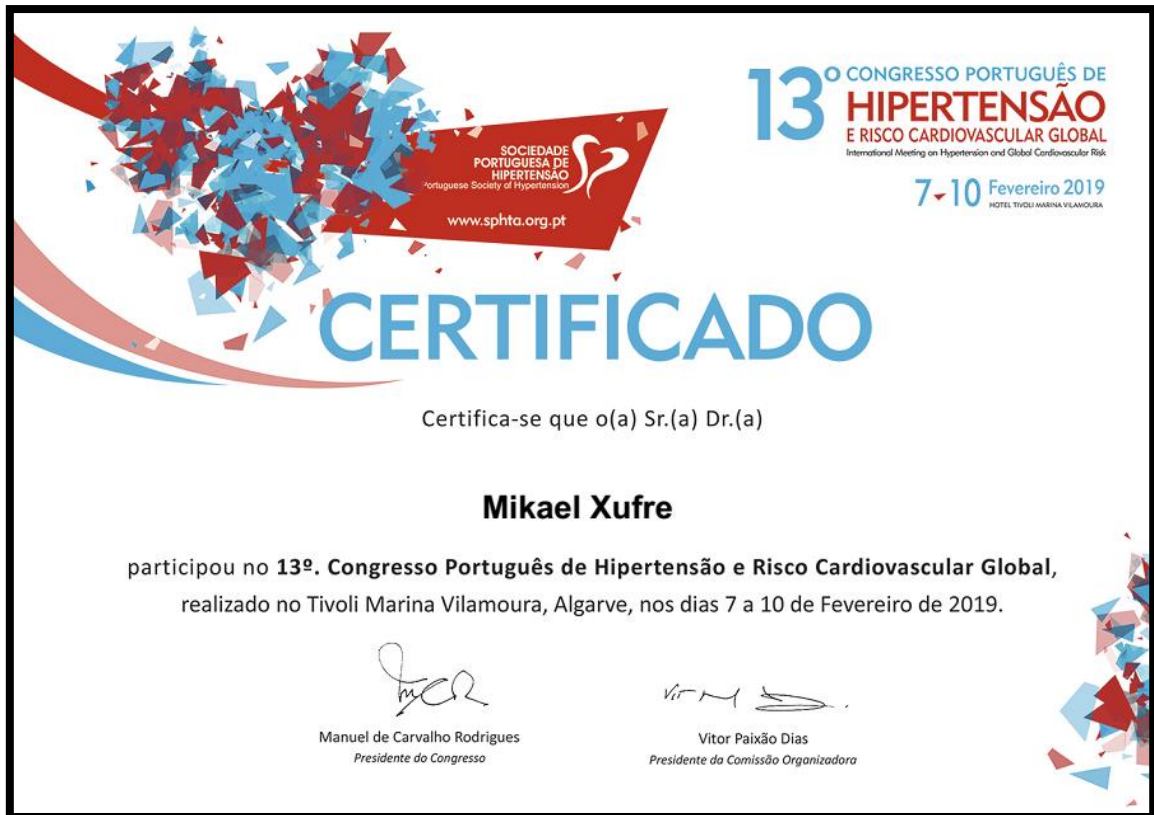 SOCIEDADE
PORTUGUESA DE
HIPERTENSÃO
Portuguese Society of Hypertension
www.sphta.org.pt
13º CONGRESSO PORTUGUÊS DE
HIPERTENSÃO
E RISCO CARDIOVASCULAR GLOBAL
International Meeting on Hypertension and Global Cardiovascular Risk
7-10 Fevereiro 2019
HOTEL TIVOLI MARINA VILAMOURA
CERTIFICADO
Certifica-se que o(a) Sr.(a) Dr.(a)
Mikael Xufre
participou no 13º. Congresso Português de Hipertensão e Risco Cardiovascular Global,
realizado no Tivoli Marina Vilamoura, Algarve, nos dias 7 a 10 de Fevereiro de 2019.
Manuel de Carvalho Rodrigues
Presidente do Congresso
Vitor Paixão Dias
Presidente da Comissão Organizadora